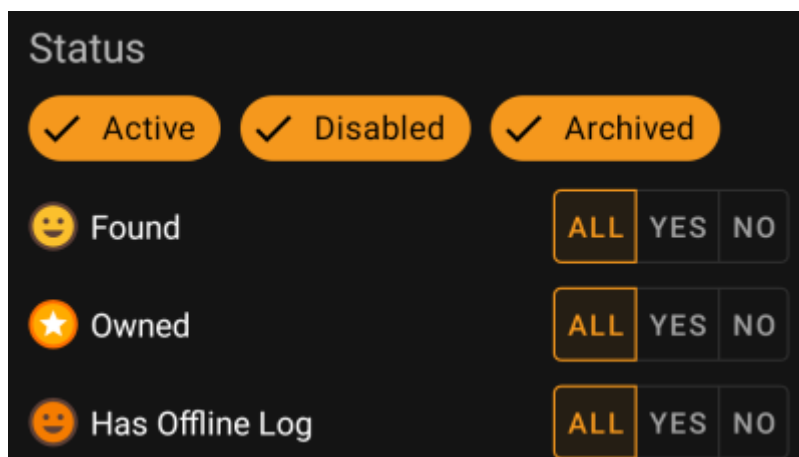 Status
Active Disabled Archived
Found ALL YES NO
Owned ALL YES NO
Has Offline Log ALL YES NO